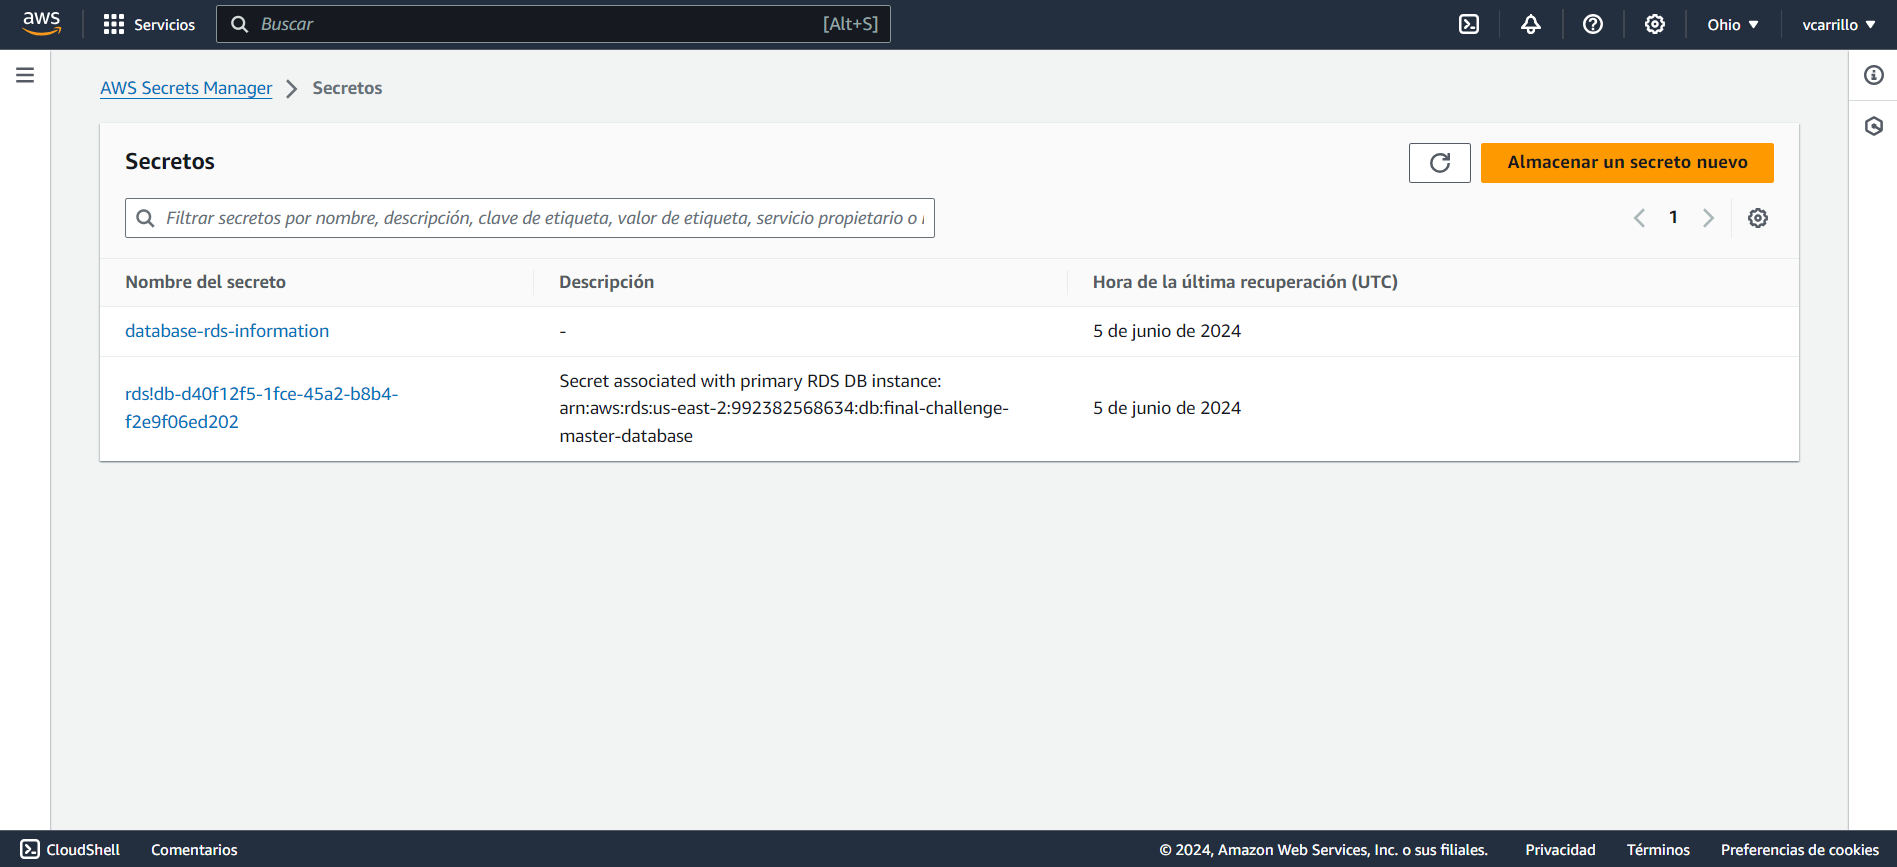 aws
Servicios
Buscar
[Alt+S]
Ohio
vcarrillo
AWS Secrets Manager
Secretos
Secretos
Almacenar un secreto nuevo
Filtrar secretos por nombre, descripción, clave de etiqueta, valor de etiqueta, servicio propietario o
1
Nombre del secreto
Descripción
Hora de la última recuperación (UTC)
database-rds-information
-
5 de junio de 2024
rds!db-d40f12f5-1fce-45a2-b8b4-
f2e9f06ed202
Secret associated with primary RDS DB instance:
arn:aws:rds:us-east-2:992382568634:db:final-challenge-
master-database
5 de junio de 2024
CloudShell
Comentarios
© 2024, Amazon Web Services, Inc. o sus filiales.
Privacidad
Términos
Preferencias de cookies